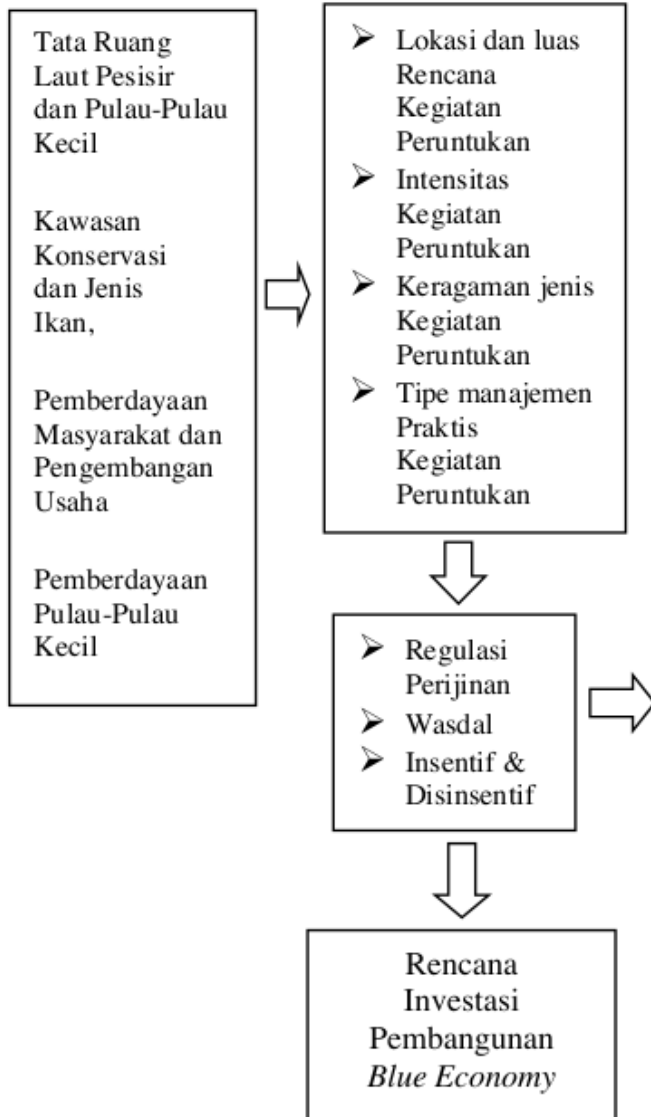 Tata Ruang
Laut Pesisir
dan Pulau-Pulau
Kecil
Kawasan
Konservasi
dan Jenis
Ikan,
Pemberdayaan
Masyarakat dan
Pengembangan
Usaha
Pemberdayaan
Pulau-Pulau
Kecil
➢ Lokasi dan luas
Rencana
Kegiatan
Peruntukan
➢ Intensitas
Kegiatan
Peruntukan
➢ Keragaman jenis
Kegiatan
Peruntukan
➢ Tipe manajemen
Praktis
Kegiatan
Peruntukan
➢ Regulasi
Perijinan
➢ Wasdal
➢ Insentif &
Disinsentif
Rencana
Investasi
Pembangunan
Blue Economy